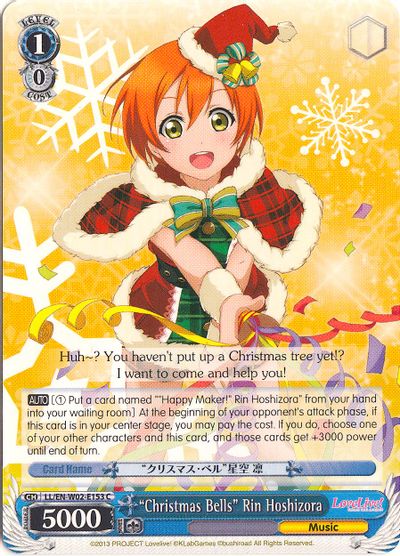 LEVEL
1
0
COST
Huh~? You haven't put up a Christmas tree yet!?
I want to come and help you!
AUTO [① Put a card named ""Happy Maker!" Rin Hoshizora" from your hand
into your waiting room] At the beginning of your opponent's attack phase, if
this card is in your center stage, you may pay the cost. If you do, choose one
of your other characters and this card, and those cards get +3000 power
until end of turn.
Card Name
"クリスマス・ベル"星空 凛
CH LL/EN-W02-E153 C
"Christmas Bells" Rin Hoshizora
LoveLive!
POWER
5000
Music
©2013 PROJECT Lovelive! ©KLabGames ©bushiroad All Rights Reserved.